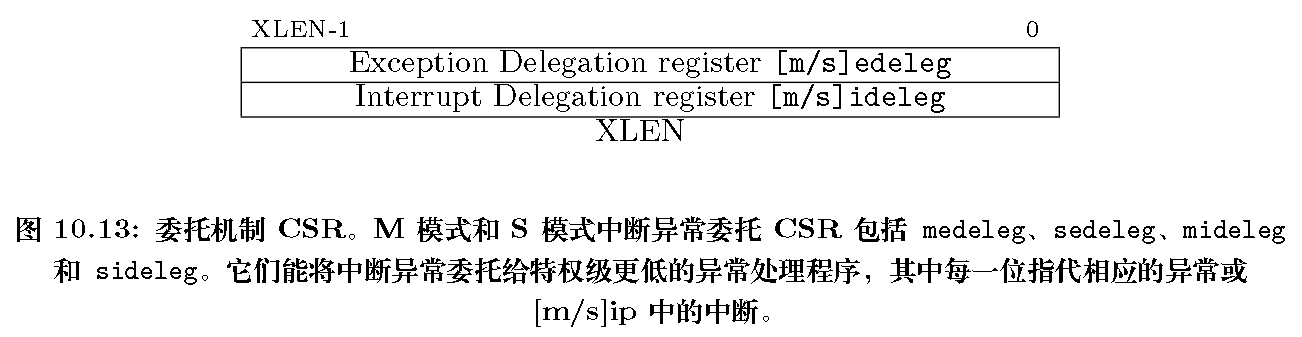 XLEN-1 0
Exception Delegation register [m/s]edeleg
Interrupt Delegation register [m/s]ideleg
XLEN
图 10.13: 委托机制 CSR。M 模式和 S 模式中断异常委托 CSR 包括 medeleg、sedeleg、mideleg
和 sideleg。它们能将中断异常委托给特权级更低的异常处理程序，其中每一位指代相应的异常或
[m/s]ip 中的中断。